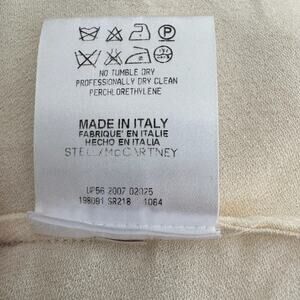 NO TUMBLE DRY
PROFESSIONALLY DRY CLEAN
PERCHLORETHYLENE
MADE IN ITALY
FABRIQUE' EN ITALIE
HECHO EN ITALIA
STELLA McCARTNEY
UP56 2007 02025
198091 SR218 1064